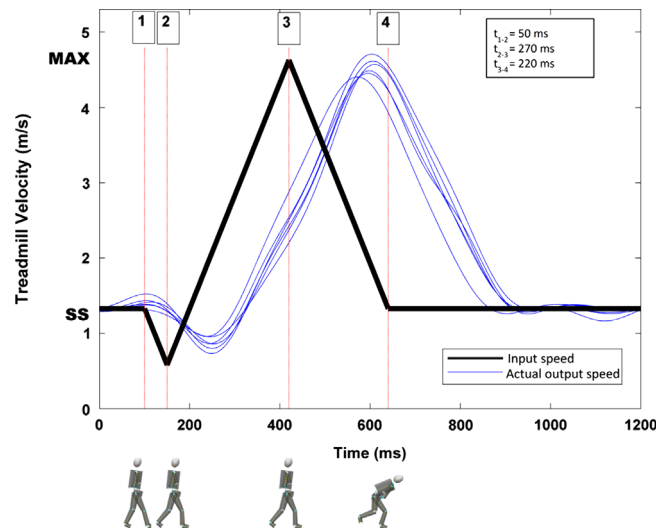 1 2 3 4
t1-2 = 50 ms
t2-3 = 270 ms
t3-4 = 220 ms
5
MAX
4
3
2
SS
1
0
Treadmill Velocity (m/s)
Input speed
Actual output speed
0 200 400 600 800 1000 1200
Time (ms)